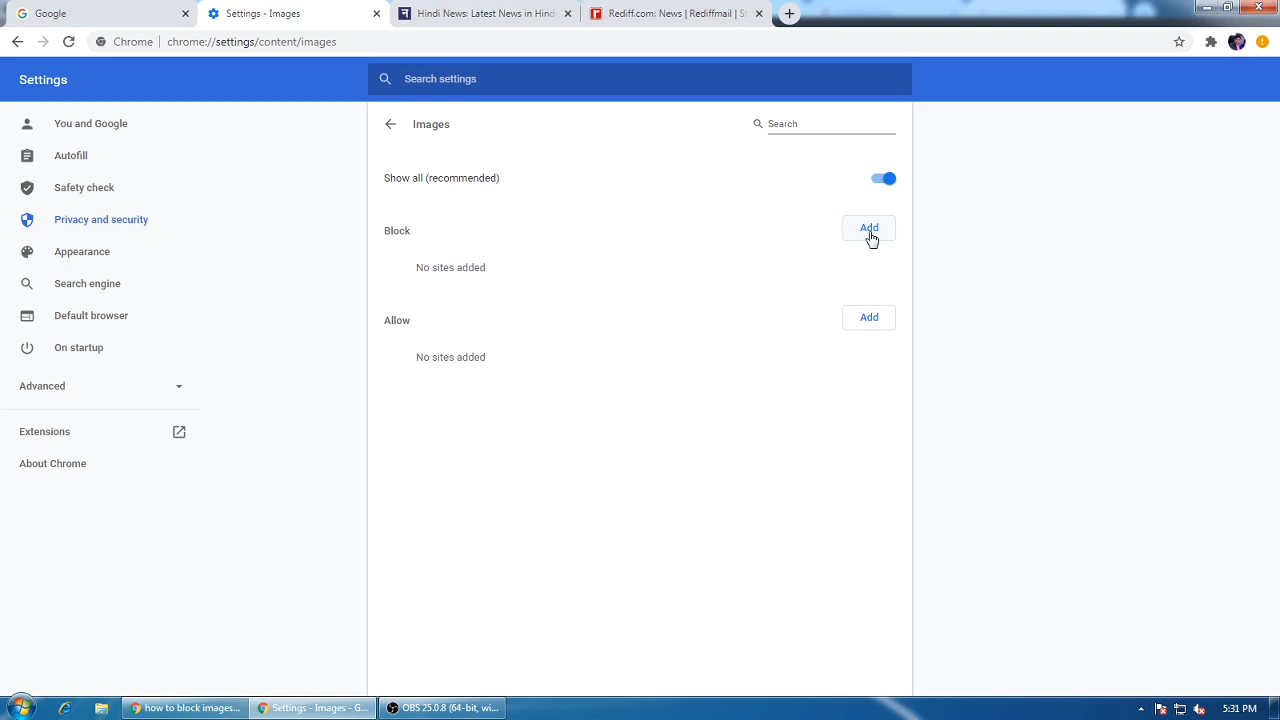 Google
Settings - Images
Hindi News: Latest News in Hind
Rediff.com: News | Rediffmail | St
Chrome
chrome://settings/content/images
Settings
Search settings
You and Google
Autofill
Safety check
Privacy and security
Appearance
Search engine
Default browser
On startup
Advanced
Extensions
About Chrome
Images
Search
Show all (recommended)
Block
Add
No sites added
Allow
Add
No sites added
how to block images...
Settings - Images - G...
OBS 25.0.8 (64-bit, wi...
5:31 PM